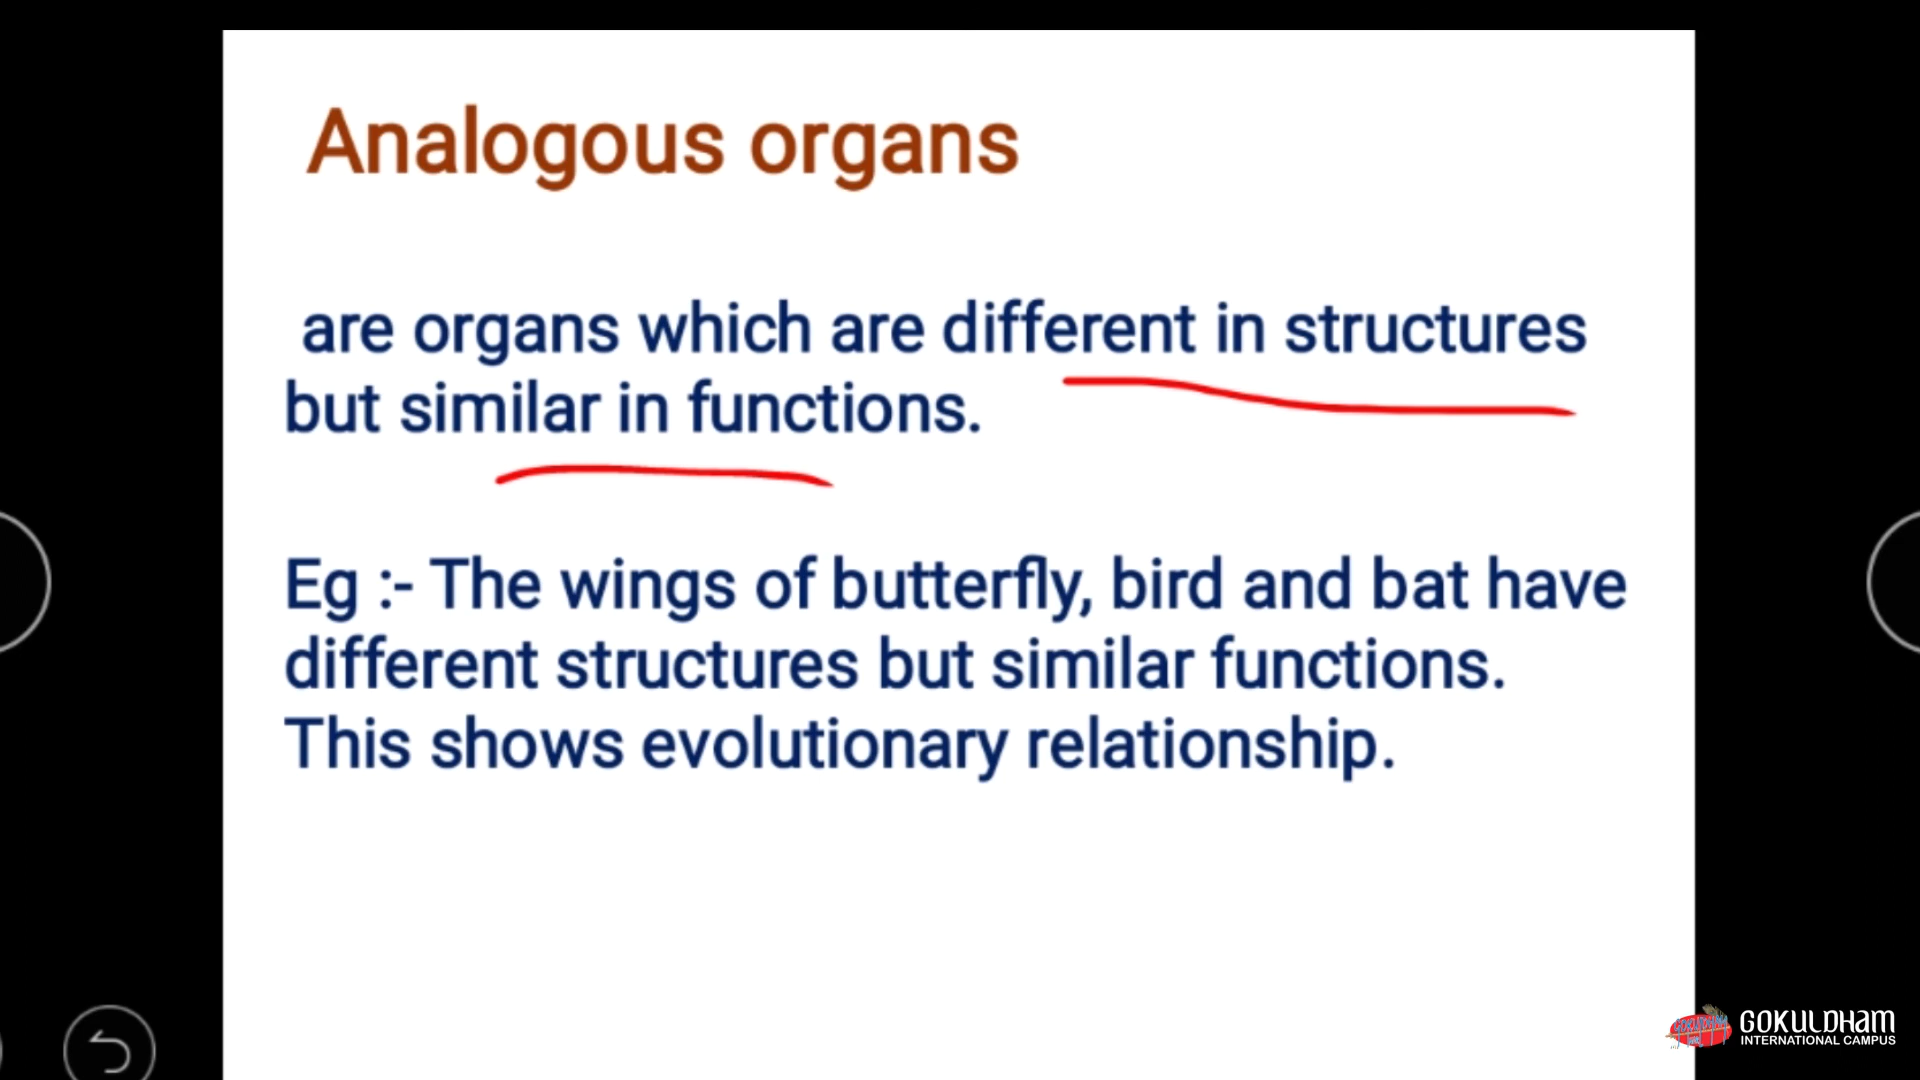 Analogous organs
are organs which are different in structures
but similar in functions.
Eg :- The wings of butterfly, bird and bat have
different structures but similar functions.
This shows evolutionary relationship.
GOKULDHAM
INTERNATIONAL CAMPUS